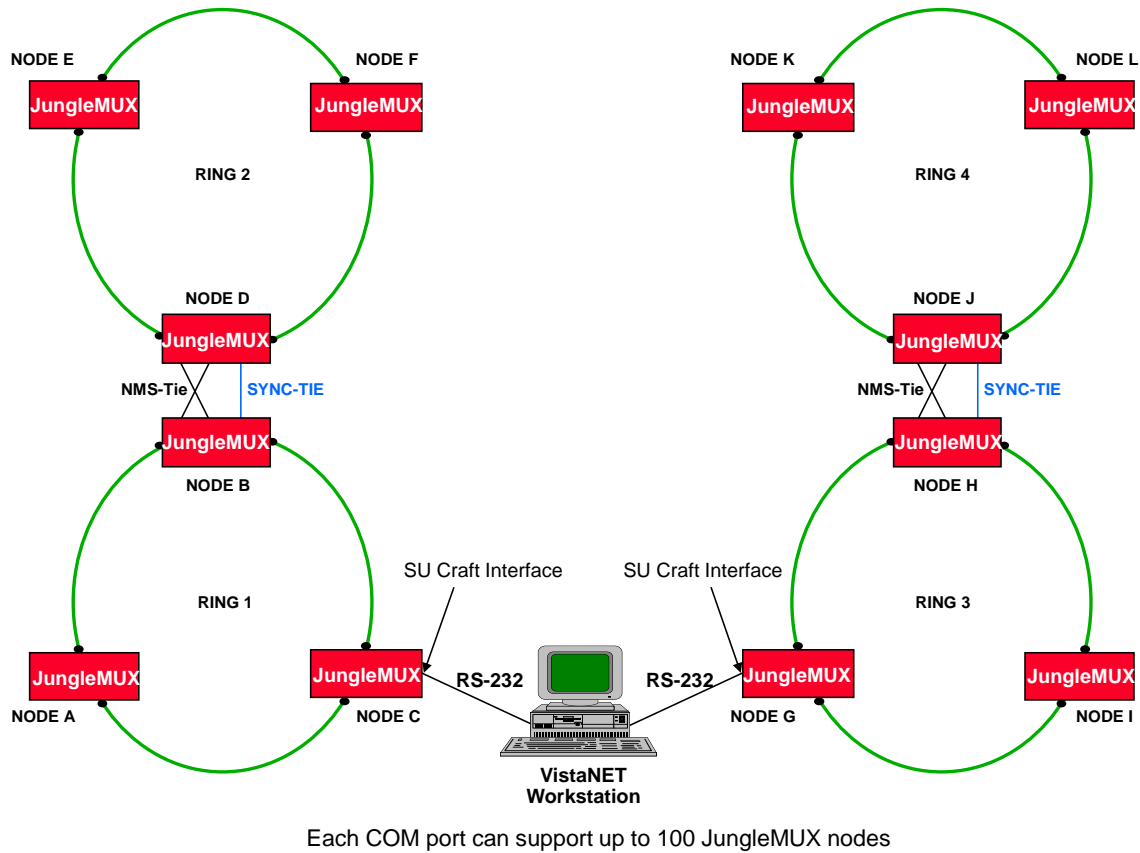 NODE E
NODE F
NODE K
NODE L
JungleMUX
JungleMUX
JungleMUX
JungleMUX
RING 2
RING 4
NODE D
NODE J
JungleMUX
JungleMUX
NMS-Tie
SYNC-TIE
NMS-Tie
SYNC-TIE
JungleMUX
JungleMUX
NODE B
NODE H
SU Craft Interface
SU Craft Interface
RING 1
RING 3
JungleMUX
JungleMUX
RS-232
RS-232
JungleMUX
JungleMUX
NODE A
NODE C
NODE G
NODE I
VistaNET
Workstation
Each COM port can support up to 100 JungleMUX nodes